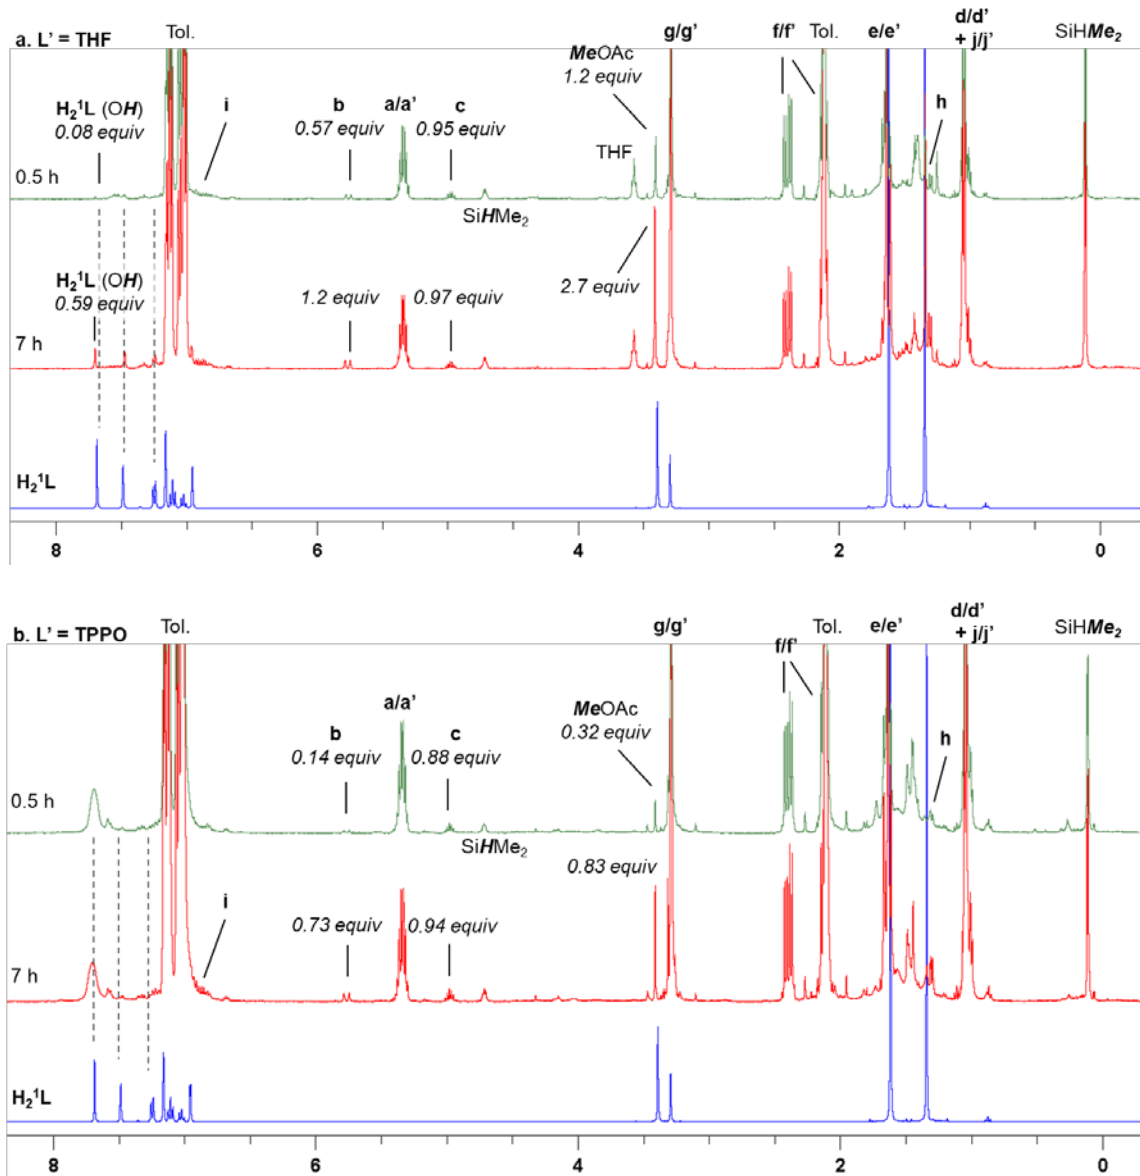 a. L' = THF
Tol.
g/g'
f/f'
Tol.
e/e'
d/d'
+ j/j'
SiHMe₂
MeOAc
1.2 equiv
H₂¹L (OH)
0.08 equiv
i
b
0.57 equiv
a/a'
c
0.95 equiv
THF
h
0.5 h
SiHMe₂
H₂¹L (OH)
0.59 equiv
1.2 equiv
0.97 equiv
2.7 equiv
7 h
H₂¹L
8
6
4
2
0
b. L' = TPPO
Tol.
g/g'
f/f'
Tol.
e/e'
d/d'
+ j/j'
SiHMe₂
MeOAc
0.32 equiv
b
0.14 equiv
a/a'
c
0.88 equiv
h
0.5 h
SiHMe₂
0.83 equiv
i
0.73 equiv
0.94 equiv
7 h
H₂¹L
8
6
4
2
0